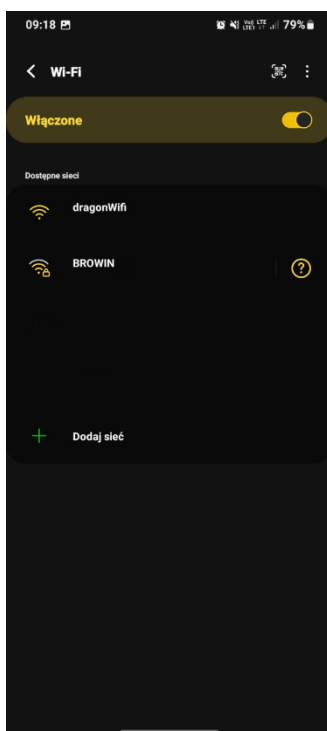 09:18 79%
Wi-Fi
Włączone
Dostępne sieci
dragonWifi
BROWIN
Dodaj sieć